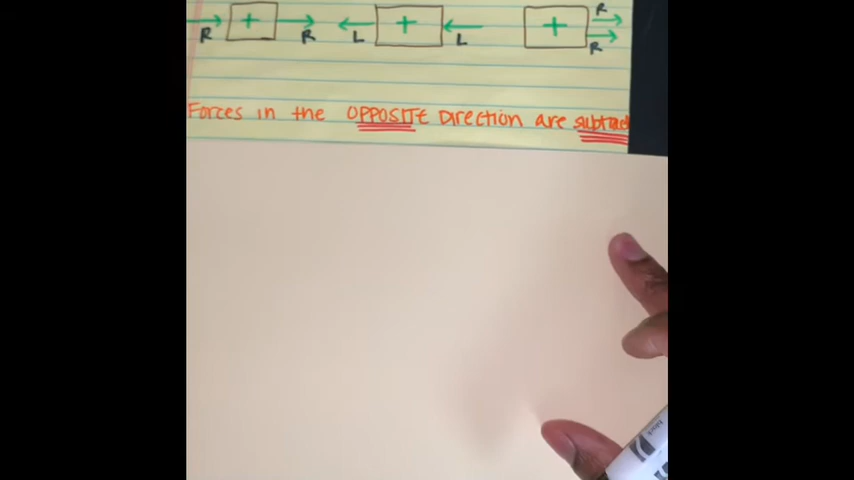 + + + R
R R L L R
Forces in the OPPOSITE Direction are